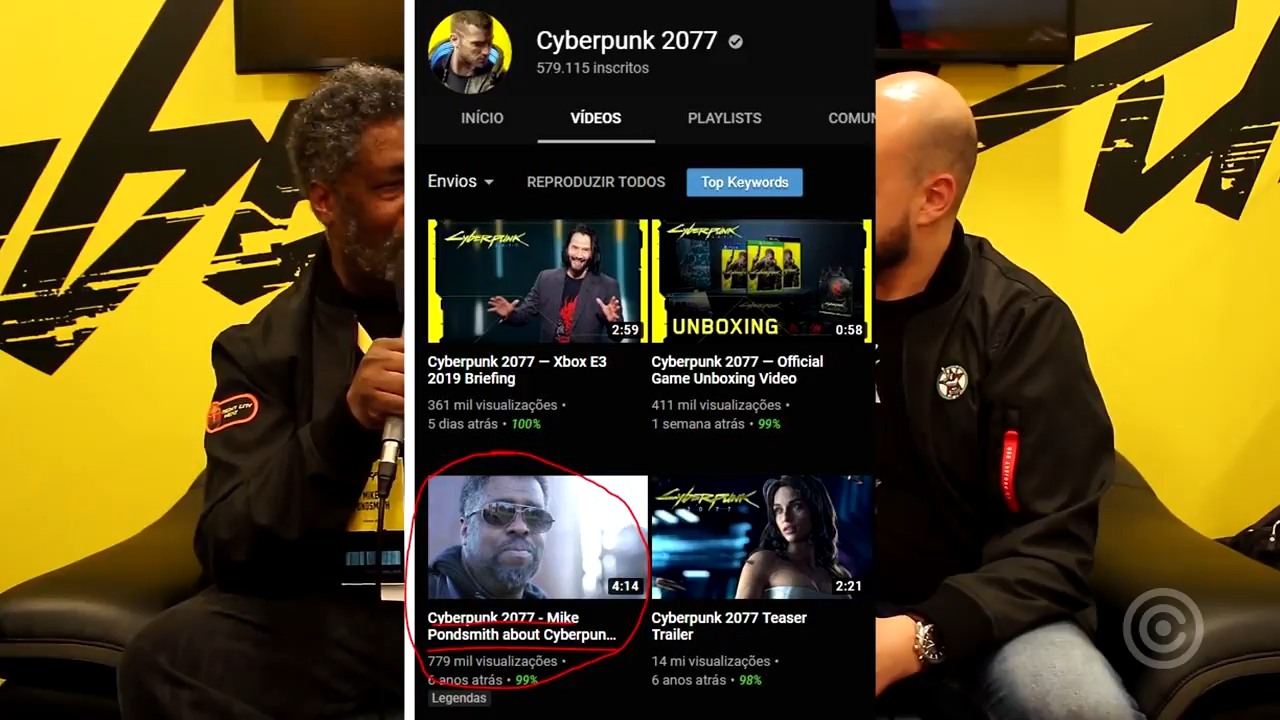 Cyberpunk 2077
579.115 inscritos
INÍCIO VÍDEOS PLAYLISTS COMUN
Envios REPRODUZIR TODOS Top Keywords
CYBERPUNK
2:59
CYBERPUNK
UNBOXING
0:58
Cyberpunk 2077 — Xbox E3
2019 Briefing
361 mil visualizações •
5 dias atrás • 100%
Cyberpunk 2077 — Official
Game Unboxing Video
411 mil visualizações •
1 semana atrás • 99%
4:14
CYBERPUNK
2077
2:21
Cyberpunk 2077 - Mike
Pondsmith about Cyberpun...
779 mil visualizações •
6 anos atrás • 99%
Legendas
Cyberpunk 2077 Teaser
Trailer
14 mi visualizações •
6 anos atrás • 98%
MIKE